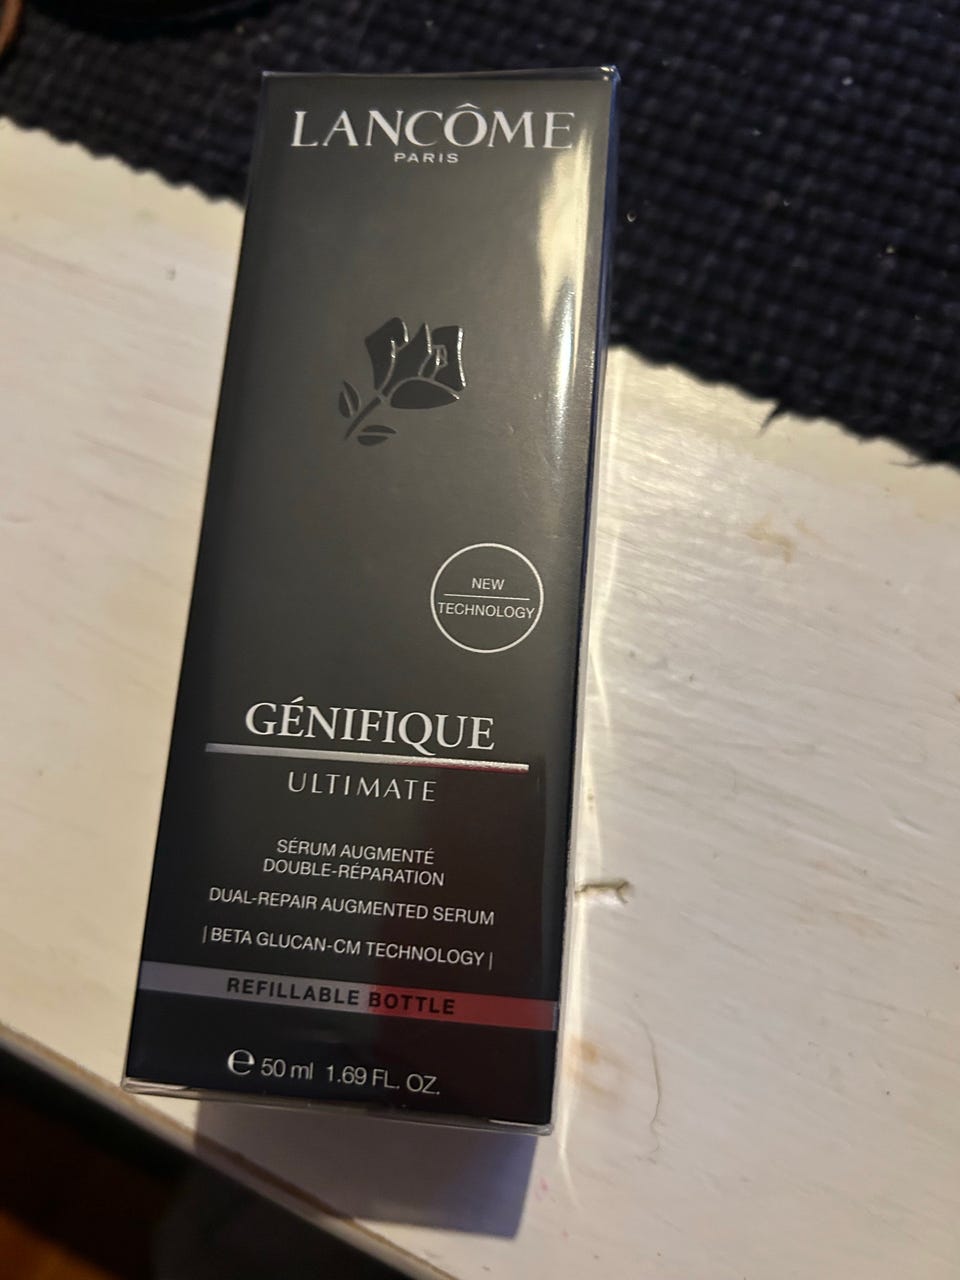 LANCÔME
PARIS
NEW
TECHNOLOGY
GÉNIFIQUE
ULTIMATE
SÉRUM AUGMENTÉ
DOUBLE-RÉPARATION
DUAL-REPAIR AUGMENTED SERUM
| BETA GLUCAN-CM TECHNOLOGY |
REFILLABLE BOTTLE
℮ 50 ml 1.69 FL. OZ.